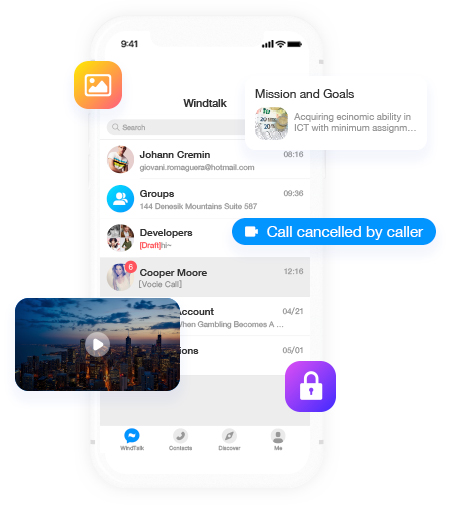 9:41
Windtalk
Mission and Goals
Acquiring ecinomic ability in
ICT with minimum assignm...
Search
Johann Cremin 08:16
giovani.romaguera@hotmail.com
Groups 09:36
144 Denesik Mountains Suite 587
Developers
[Draft]hi~
Call cancelled by caller
Cooper Moore 12:16
6
[Vocie Call]
Account 04/21
When Gambling Becomes A ...
ions 05/01
WindTalk Contacts Discover Me